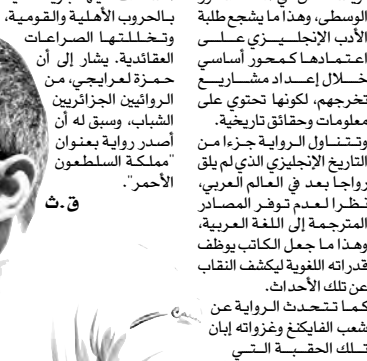 الوسطى، وهذا ما يشجع طلبة
الأدب الإنجليزي على
اعتمادها كمحور أساسي
خلال إعداد مشاريع
تخرجهم، لكونها تحتوي على
معلومات وحقائق تاريخية.
وتتناول الرواية جزءا من
التاريخ الإنجليزي الذي لم يلق
رواجا بعد في العالم العربي،
نظرا لعدم توفر المصادر
المترجمة إلى اللغة العربية،
وهذا ما جعل الكاتب يوظف
قدراته اللغوية ليكشف النقاب
عن تلك الأحداث.
كما تتحدث الرواية عن
شعب الفايكنغ وغزواته إبان
تلك الحقبة التي
بالحروب الأهلية والقومية،
وتخللتها الصراعات
العقائدية. يشار إلى أن
حمزة لعرايجي، من
الروائيين الجزائريين
الشباب، وسبق له أن
أصدر رواية بعنوان
"مملكة السلطعون
الأحمر".
ق.ث